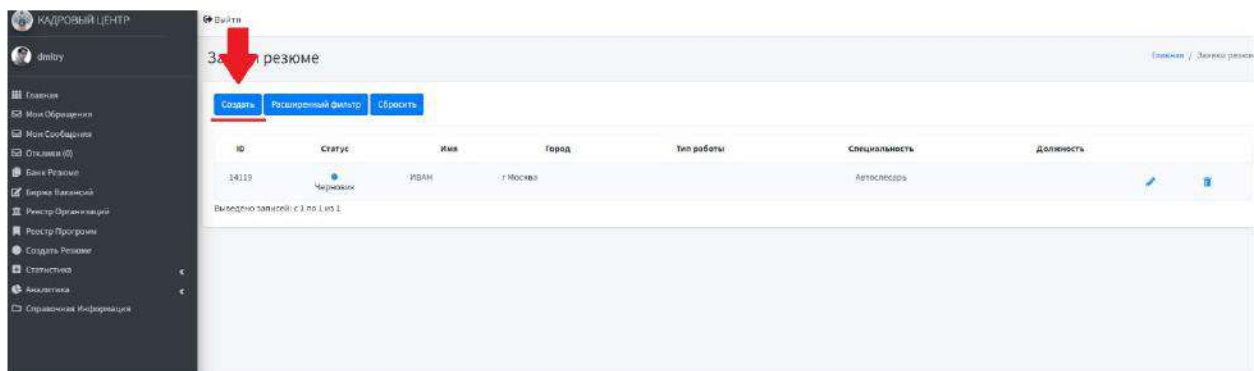 КАДРОВЫЙ ЦЕНТР
Выйти
dmitry
резюме
Главная / Заявки резюме
Главная
Мои Обращения
Мои Сообщения
Отклики (0)
Банк Резюме
Биржа Вакансий
Реестр Организаций
Реестр Программ
Создать Резюме
Статистика
Аналитика
Справочная Информация
Создать Расширенный фильтр Сбросить
ID Статус Имя Город Тип работы Специальность Должность
14119 Черновик ИВАН г Москва Автослесарь
Выведено записей: с 1 по 1 из 1